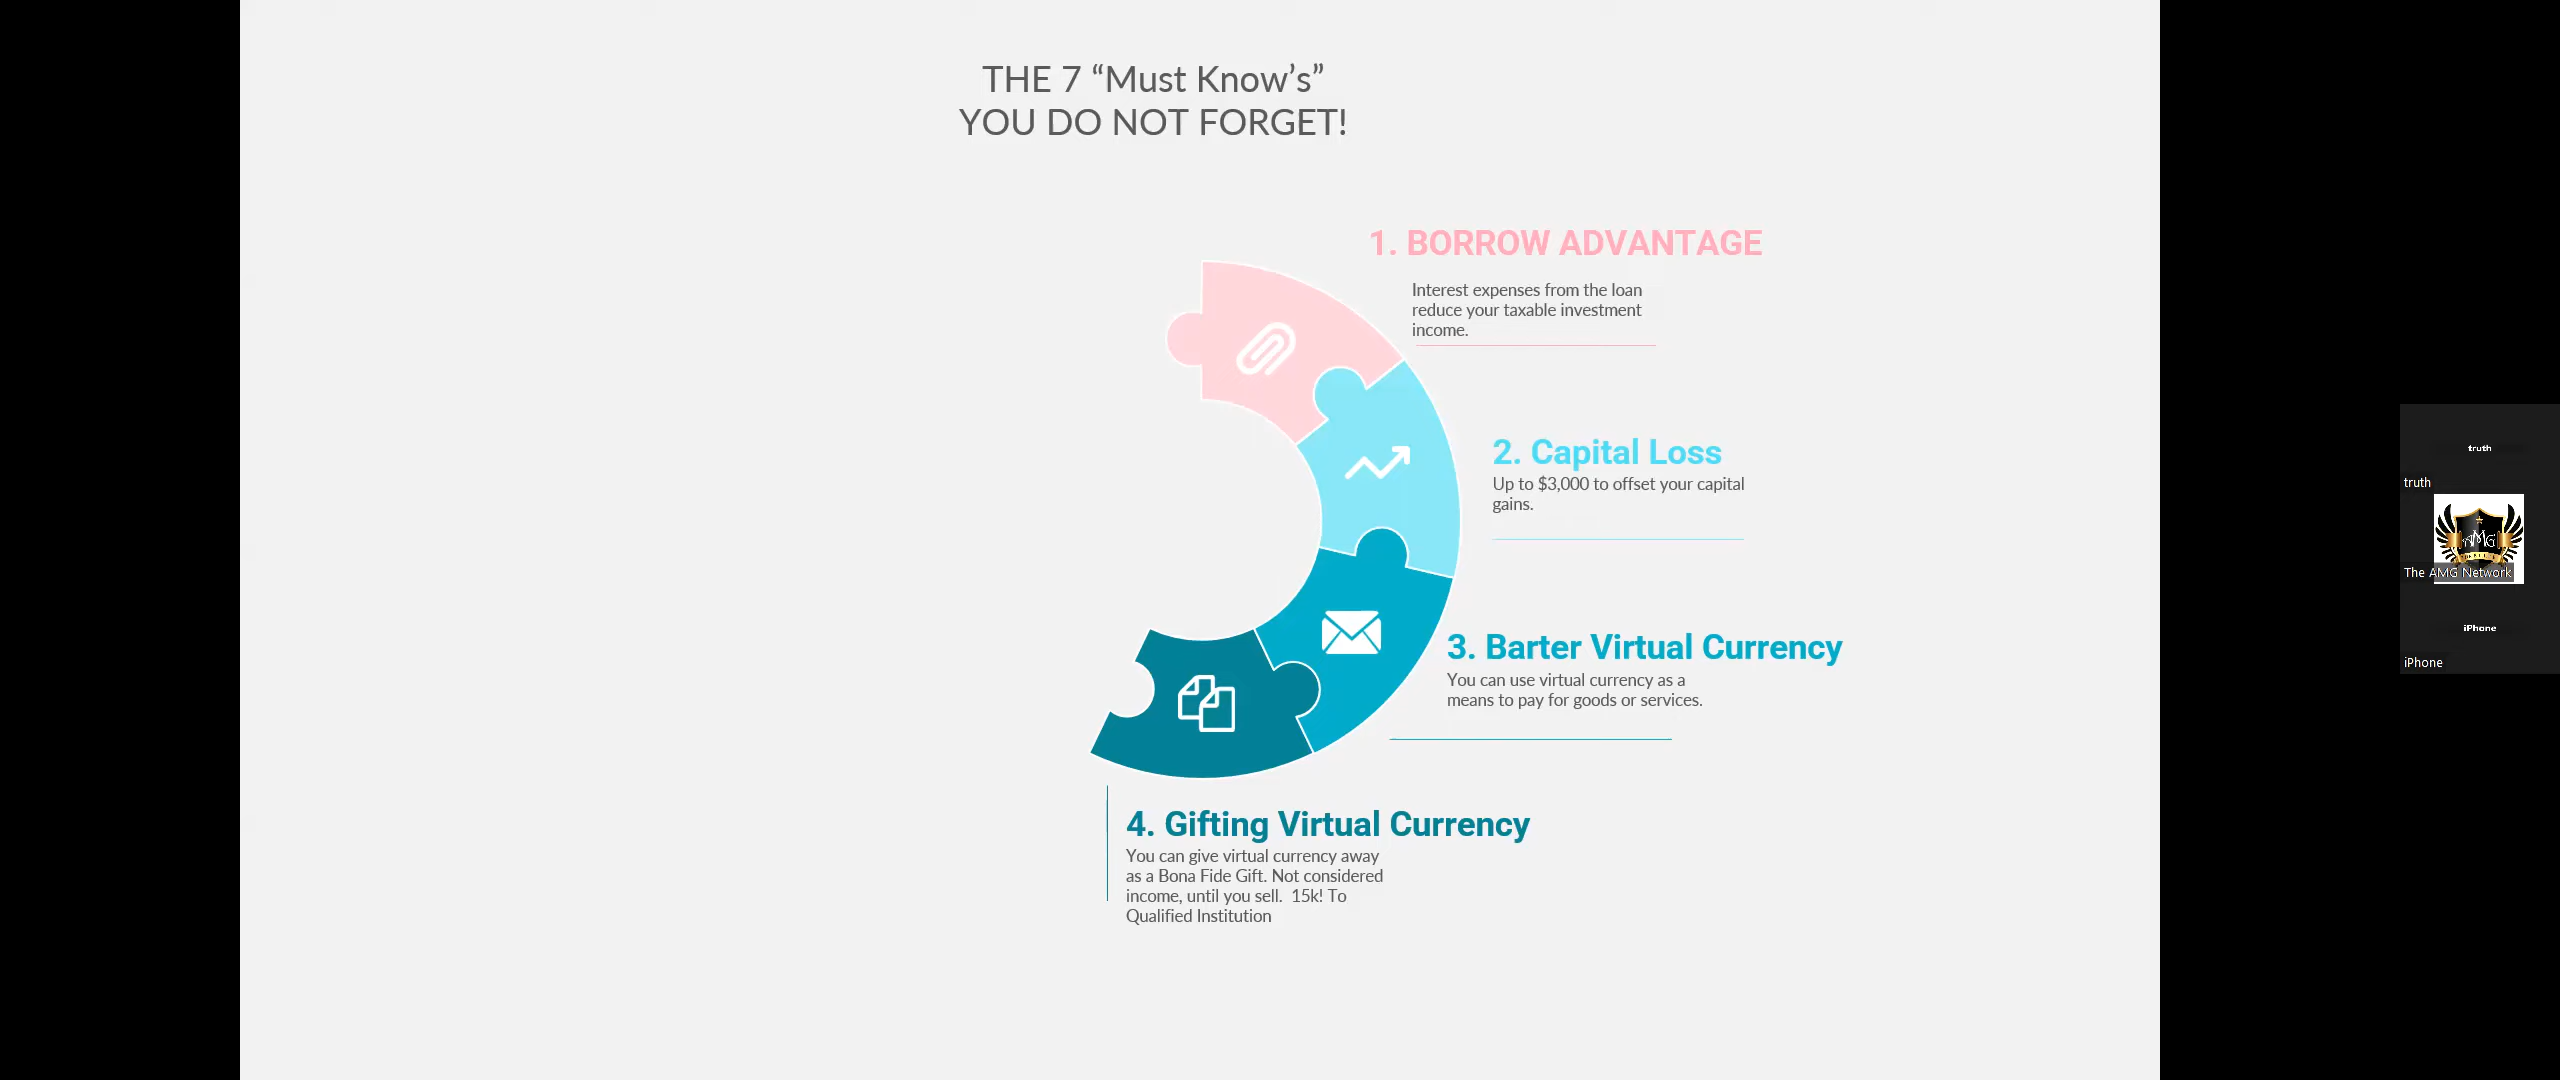 THE 7 “Must Know’s”
YOU DO NOT FORGET!
1. BORROW ADVANTAGE
Interest expenses from the loan
reduce your taxable investment
income.
2. Capital Loss
Up to $3,000 to offset your capital
gains.
3. Barter Virtual Currency
You can use virtual currency as a
means to pay for goods or services.
4. Gifting Virtual Currency
You can give virtual currency away
as a Bona Fide Gift. Not considered
income, until you sell.  15k! To
Qualified Institution
truth
truth
AMG
The AMG Network
iPhone
iPhone